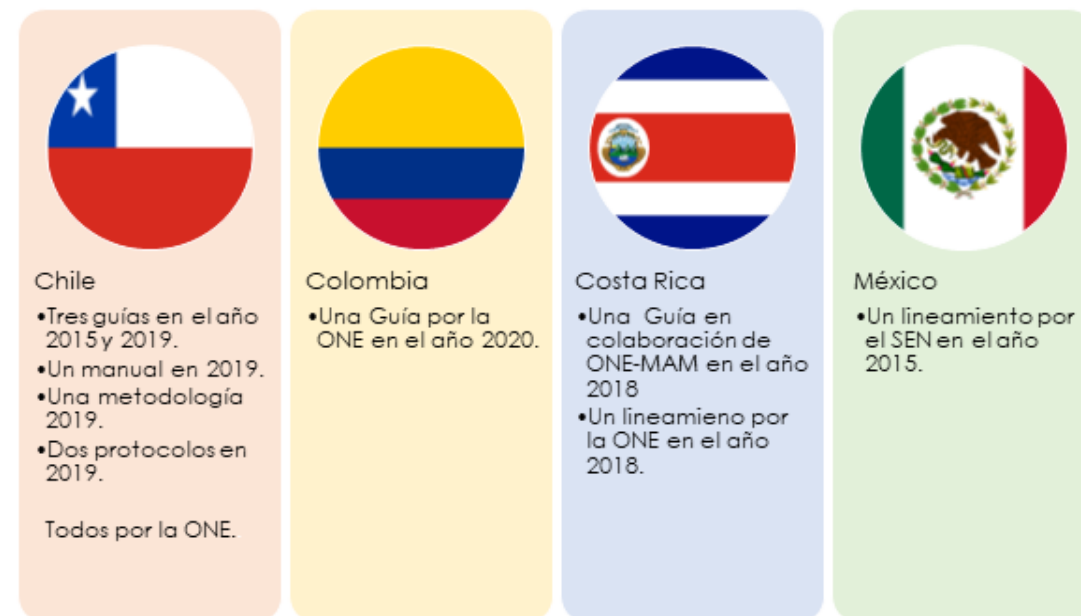 Chile
•Tres guías en el año
2015 y 2019.
•Un manual en 2019.
•Una metodología
2019.
•Dos protocolos en
2019.
Todos por la ONE.
Colombia
•Una Guía por la
ONE en el año 2020.
Costa Rica
•Una Guía en
colaboración de
ONE-MAM en el año
2018
•Un lineamieno por
la ONE en el año
2018.
México
•Un lineamiento por
el SEN en el año
2015.